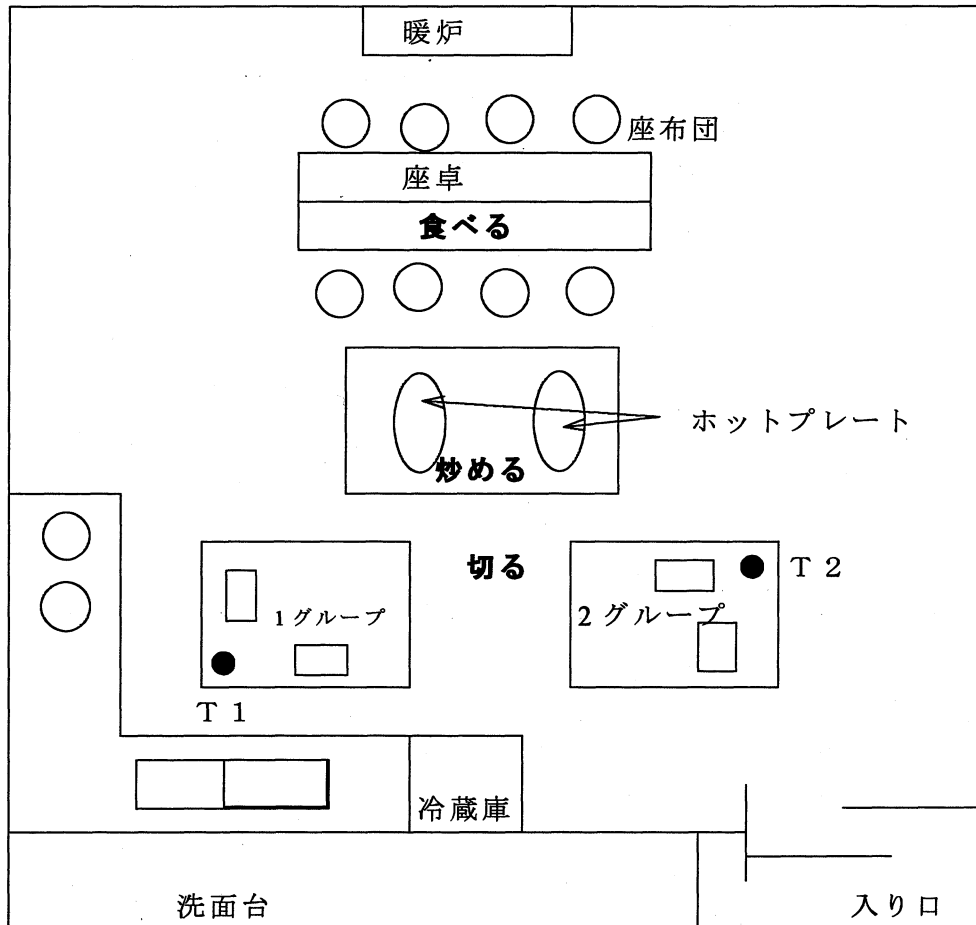 暖炉
座布団
座卓
食べる
ホットプレート
炒める
切る
T 2
1グループ
2グループ
T 1
冷蔵庫
洗面台
入り口